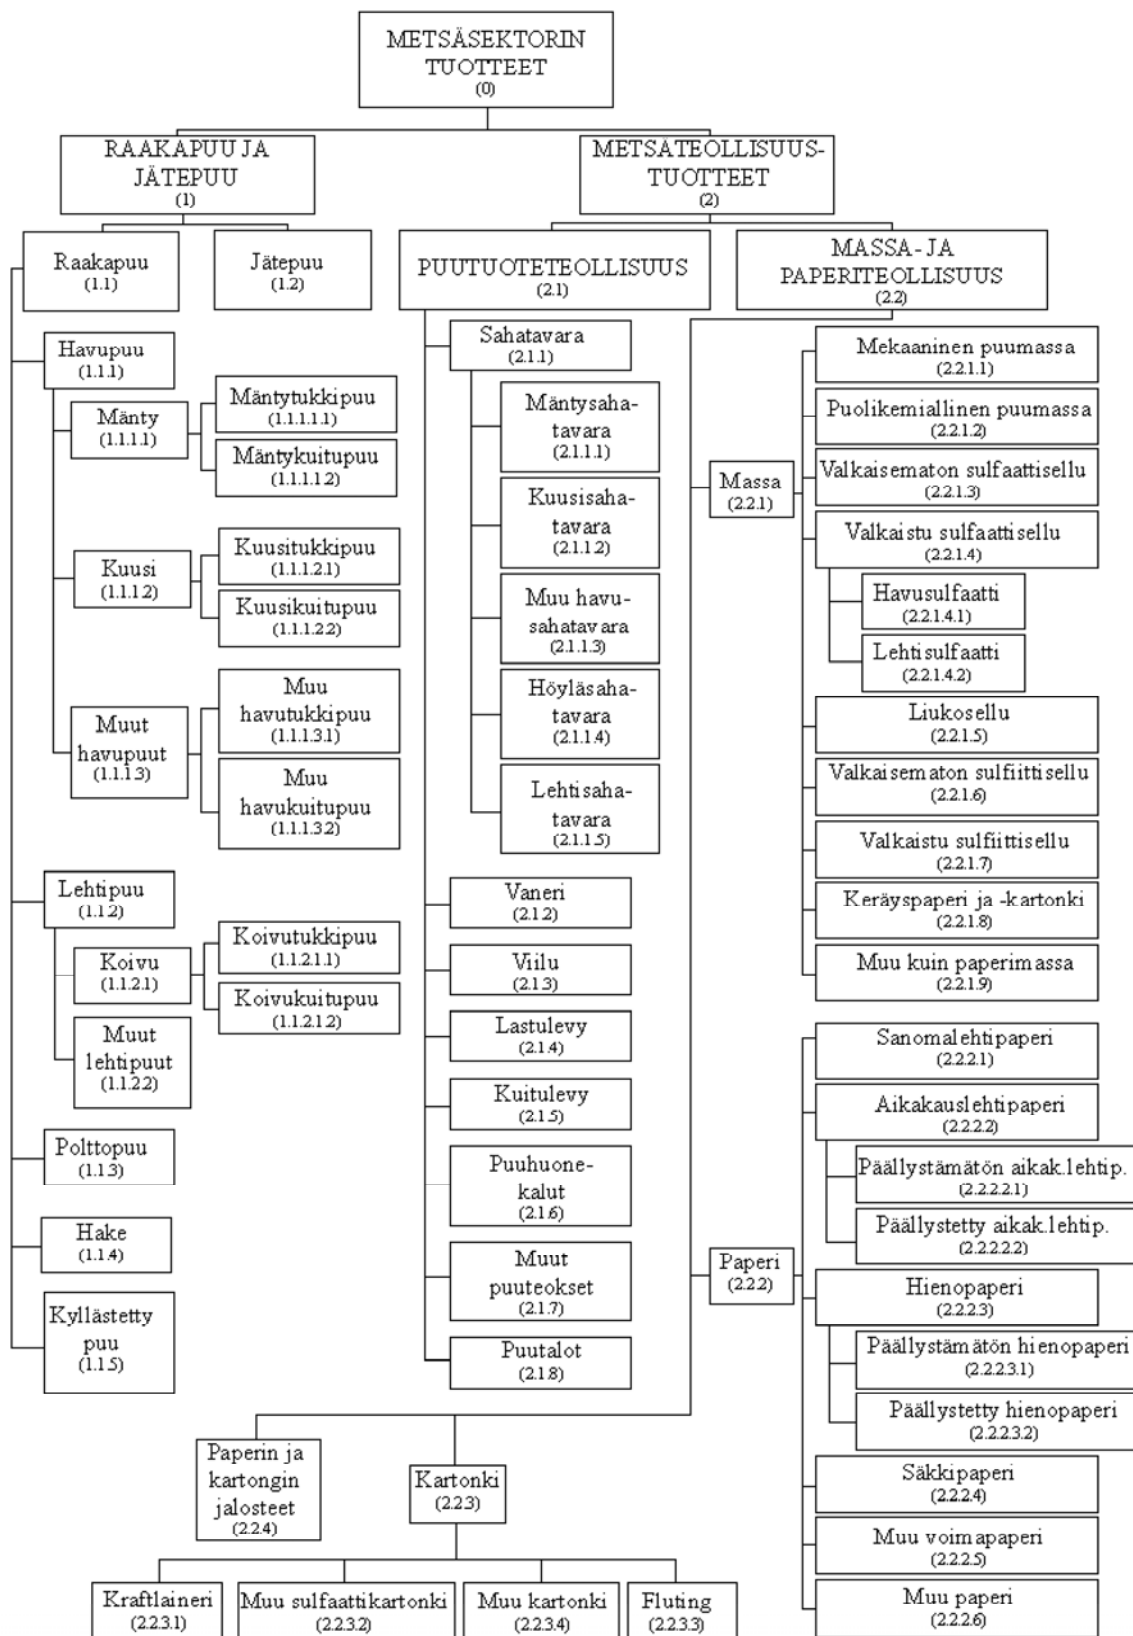 METSÄSEKTORIN
TUOTTEET
(0)
RAAKAPUU JA
JÄTEPUU
(1)
METSÄTEOLLISUUS-
TUOTTEET
(2)
Raakapuu
(1.1)
Jätepuu
(1.2)
PUUTUOTETEOLLISUUS
(2.1)
MASSA- JA
PAPERITEOLLISUUS
(2.2)
Havupuu
(1.1.1)
Mänty
(1.1.1.1)
Mäntytukkipuu
(1.1.1.1.1)
Mäntykuitupuu
(1.1.1.1.2)
Kuusi
(1.1.1.2)
Kuusitukkipuu
(1.1.1.2.1)
Kuusikuitupuu
(1.1.1.2.2)
Muut
havupuut
(1.1.1.3)
Muu
havutukkipuu
(1.1.1.3.1)
Muu
havukuitupuu
(1.1.1.3.2)
Lehtipuu
(1.1.2)
Koivu
(1.1.2.1)
Koivutukkipuu
(1.1.2.1.1)
Koivukuitupuu
(1.1.2.1.2)
Muut
lehtipuut
(1.1.2.2)
Polttopuu
(1.1.3)
Hake
(1.1.4)
Kyllästetty
puu
(1.1.5)
Sahatavara
(2.1.1)
Mäntysaha-
tavara
(2.1.1.1)
Kuusisaha-
tavara
(2.1.1.2)
Muu havu-
sahatavara
(2.1.1.3)
Höyläsaha-
tavara
(2.1.1.4)
Lehtisaha-
tavara
(2.1.1.5)
Vaneri
(2.1.2)
Viilu
(2.1.3)
Lastulevy
(2.1.4)
Kuitulevy
(2.1.5)
Puuhuone-
kalut
(2.1.6)
Muut
puuteokset
(2.1.7)
Puutalot
(2.1.8)
Massa
(2.2.1)
Mekaaninen puumassa
(2.2.1.1)
Puolikemiallinen puumassa
(2.2.1.2)
Valkaisematon sulfaattisellu
(2.2.1.3)
Valkaistu sulfaattisellu
(2.2.1.4)
Havusulfaatti
(2.2.1.4.1)
Lehtisulfaatti
(2.2.1.4.2)
Liukosellu
(2.2.1.5)
Valkaisematon sulfiittisellu
(2.2.1.6)
Valkaistu sulfiittisellu
(2.2.1.7)
Keräyspaperi ja -kartonki
(2.2.1.8)
Muu kuin paperimassa
(2.2.1.9)
Paperi
(2.2.2)
Sanomalehtipaperi
(2.2.2.1)
Aikakauslehtipaperi
(2.2.2.2)
Päällystämätön aikak.lehtip.
(2.2.2.2.1)
Päällystetty aikak.lehtip.
(2.2.2.2.2)
Hienopaperi
(2.2.2.3)
Päällystämätön hienopaperi
(2.2.2.3.1)
Päällystetty hienopaperi
(2.2.2.3.2)
Säkkipaperi
(2.2.2.4)
Muu voimapaperi
(2.2.2.5)
Muu paperi
(2.2.2.6)
Paperin ja
kartongin
jalosteet
(2.2.4)
Kartonki
(2.2.3)
Kraftlaineri
(2.2.3.1)
Muu sulfaattikartonki
(2.2.3.2)
Muu kartonki
(2.2.3.4)
Fluting
(2.2.3.3)